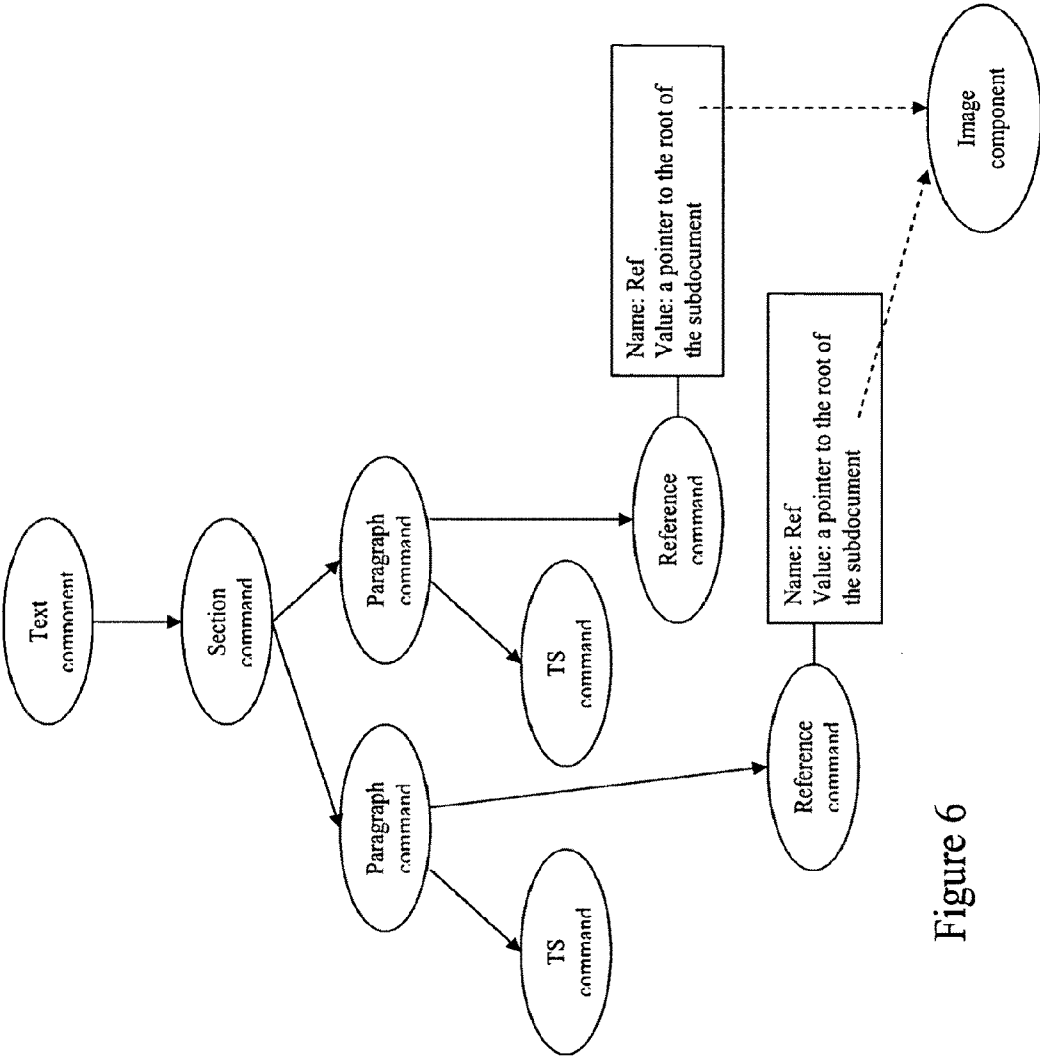 Text
component
Section
command
Paragraph
command
Paragraph
command
TS
command
TS
command
Reference
command
Name: Ref
Value: a pointer to the root of
the subdocument
Reference
command
Name: Ref
Value: a pointer to the root of
the subdocument
Image
component
Figure 6